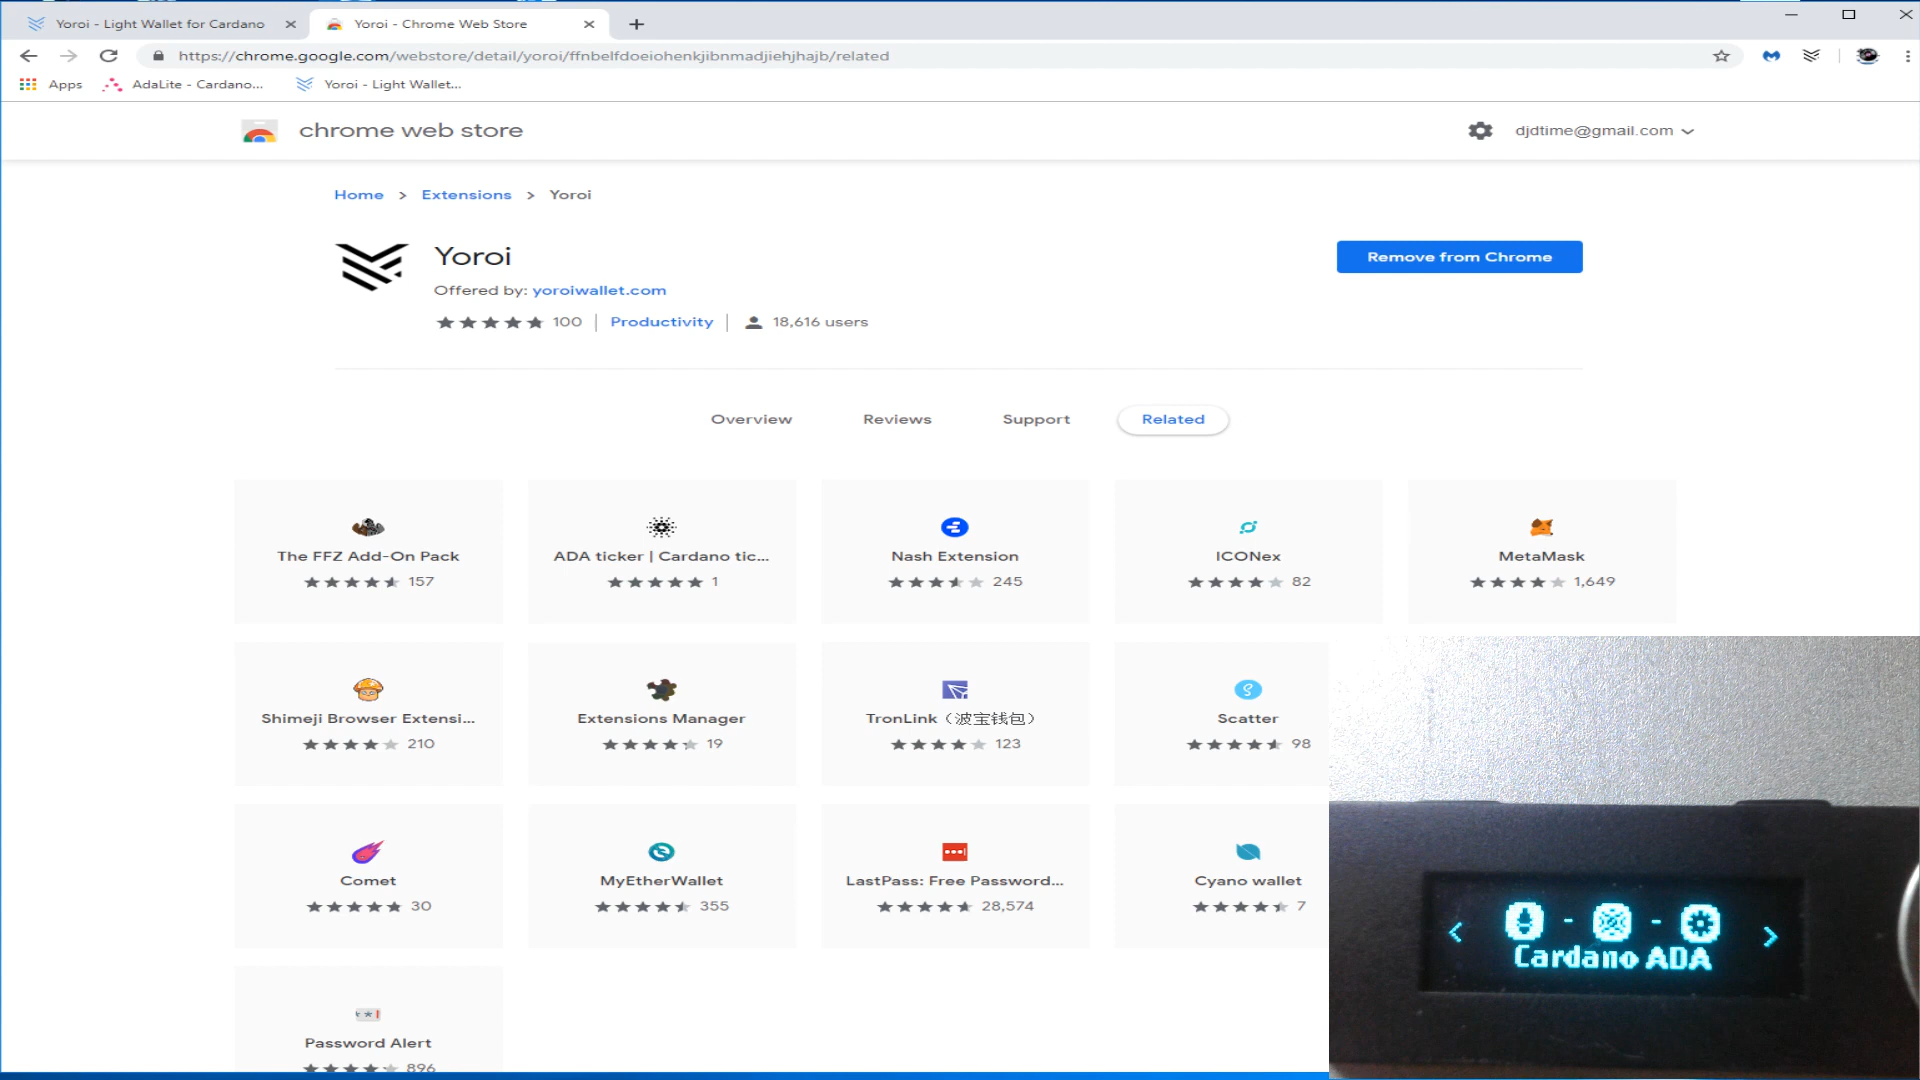 Yoroi - Light Wallet for Cardano
Yoroi - Chrome Web Store
https://chrome.google.com/webstore/detail/yoroi/ffnbelfdoeiohenkjibnmadjiehjhajb/related
Apps
AdaLite - Cardano...
Yoroi - Light Wallet...
chrome web store
djdtime@gmail.com
Home > Extensions > Yoroi
Yoroi
Remove from Chrome
Offered by: yoroiwallet.com
100
Productivity
18,616 users
Overview
Reviews
Support
Related
The FFZ Add-On Pack
157
ADA ticker | Cardano tic...
1
Nash Extension
245
ICONex
82
MetaMask
1,649
Shimeji Browser Extensi...
210
Extensions Manager
19
TronLink（波宝钱包）
123
Scatter
98
Comet
30
MyEtherWallet
355
LastPass: Free Password...
28,574
Cyano wallet
7
Password Alert
896
Cardano ADA